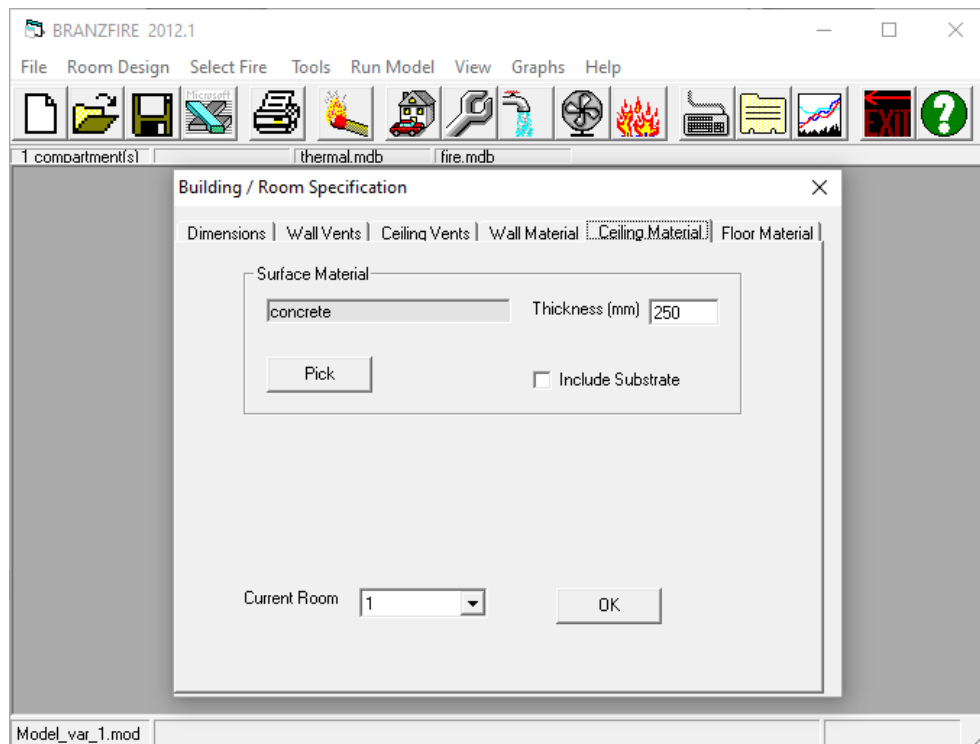 BRANZFIRE 2012.1
File Room Design Select Fire Tools Run Model View Graphs Help
Microsoft
EXIT
?
1 compartment(s) thermal.mdb fire.mdb
Building / Room Specification
Dimensions Wall Vents Ceiling Vents Wall Material Ceiling Material Floor Material
Surface Material
concrete Thickness (mm) 250
Pick Include Substrate
Current Room 1 OK
Model_var_1.mod